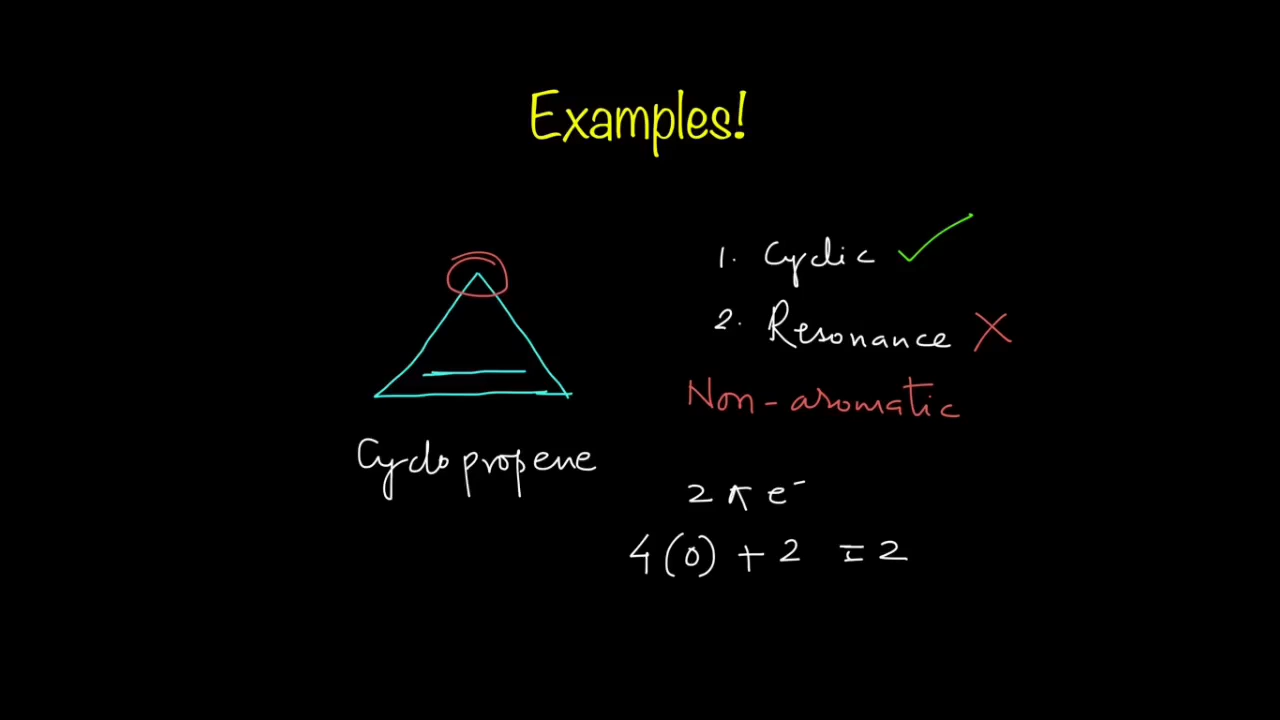 Examples!
1. Cyclic ✓
2. Resonance ✗
Non-aromatic
Cyclopropene
2 π e⁻
4(0) + 2 = 2